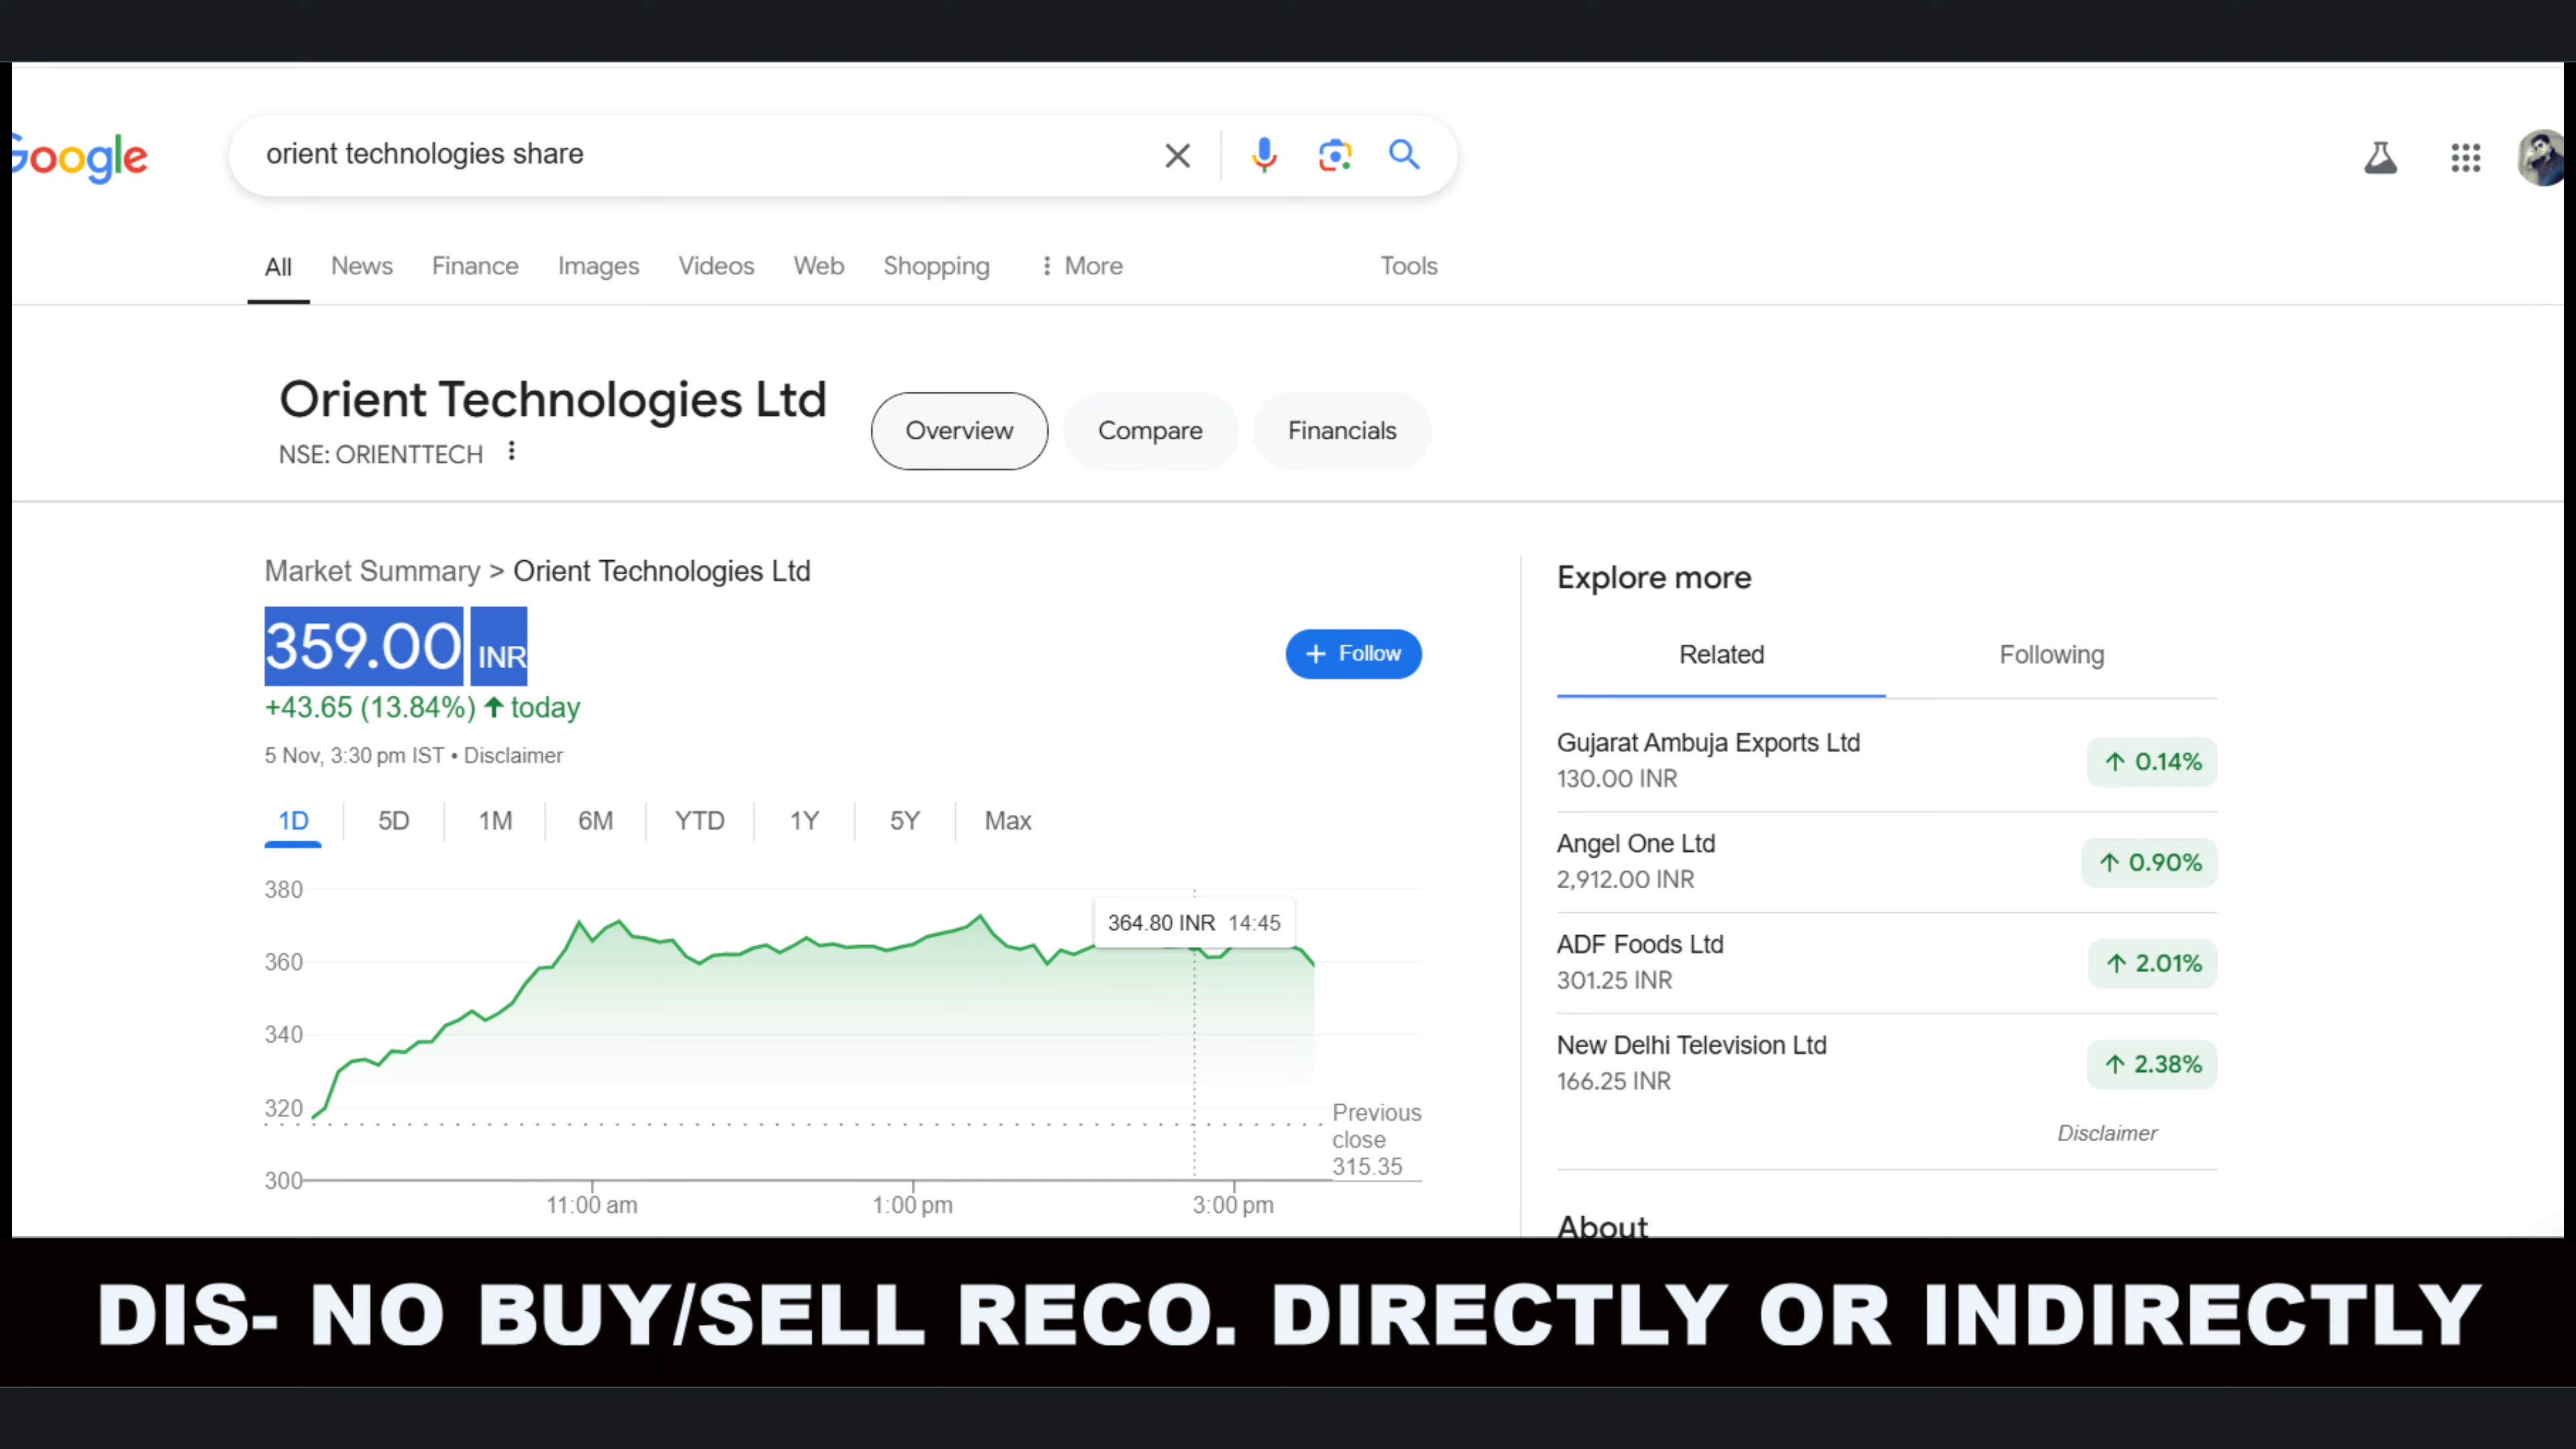 Google
orient technologies share
All News Finance Images Videos Web Shopping More Tools
Orient Technologies Ltd
NSE: ORIENTTECH
Overview Compare Financials
Market Summary > Orient Technologies Ltd
359.00 INR
+ Follow
+43.65 (13.84%) ↑ today
5 Nov, 3:30 pm IST • Disclaimer
1D 5D 1M 6M YTD 1Y 5Y Max
380
364.80 INR 14:45
360
340
320
Previous
close
315.35
300
11:00 am 1:00 pm 3:00 pm
Explore more
Related Following
Gujarat Ambuja Exports Ltd
130.00 INR
↑ 0.14%
Angel One Ltd
2,912.00 INR
↑ 0.90%
ADF Foods Ltd
301.25 INR
↑ 2.01%
New Delhi Television Ltd
166.25 INR
↑ 2.38%
Disclaimer
About
DIS- NO BUY/SELL RECO. DIRECTLY OR INDIRECTLY